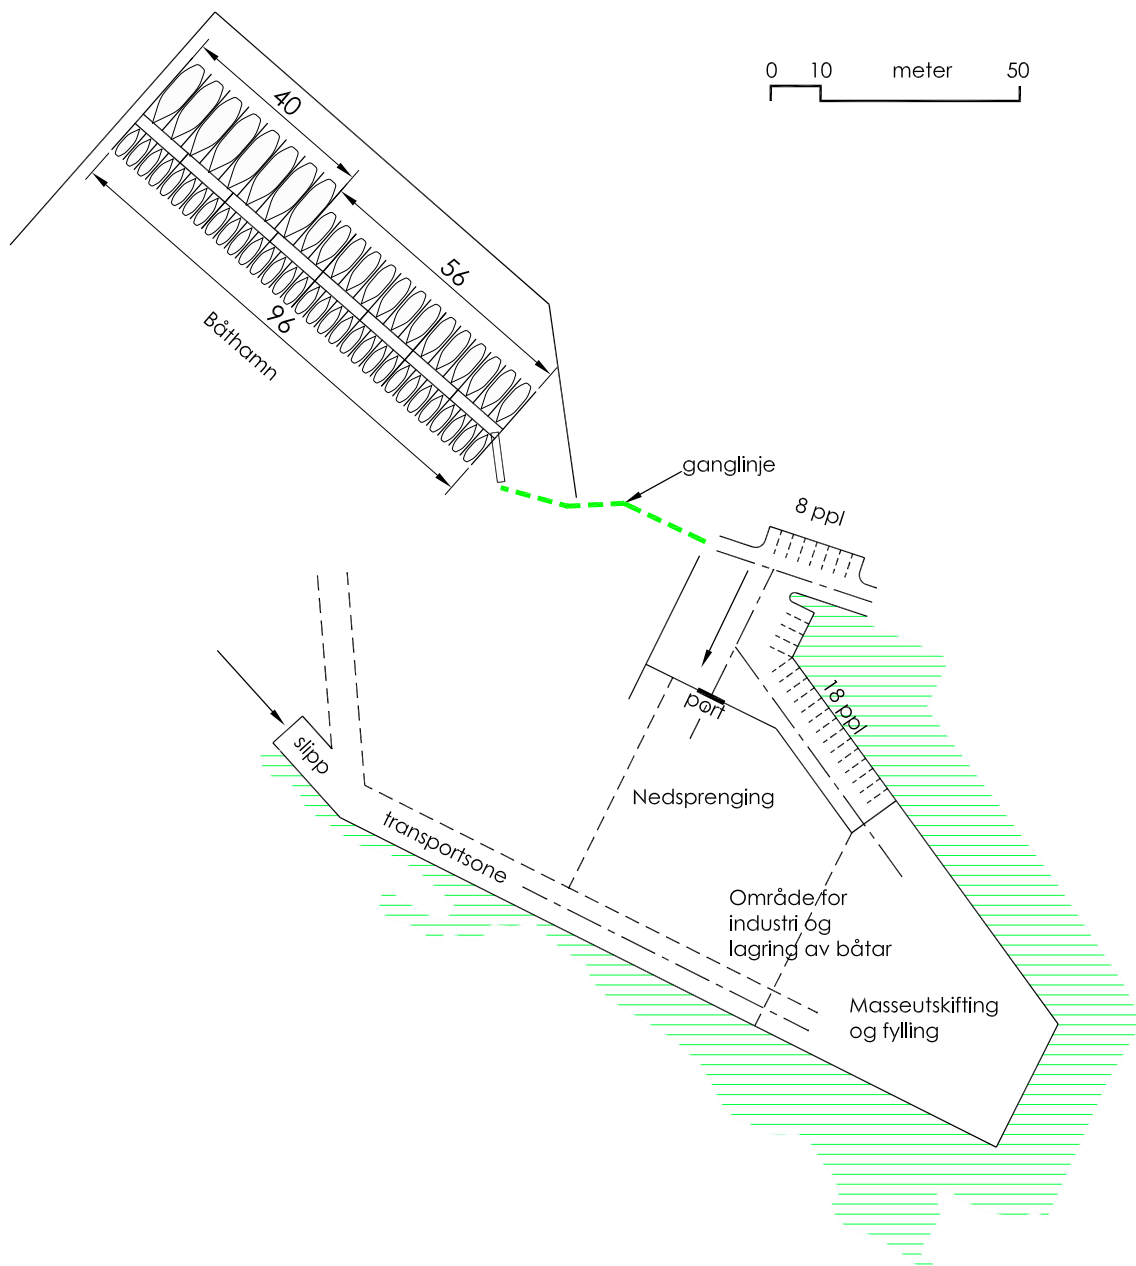 0 10 meter 50
40
56
96
Båthamn
ganglinje
8 ppl
18 ppl
port
slipp
Nedsprenging
transportsone
Område for
industri og
lagring av båtar
Masseutskifting
og fylling